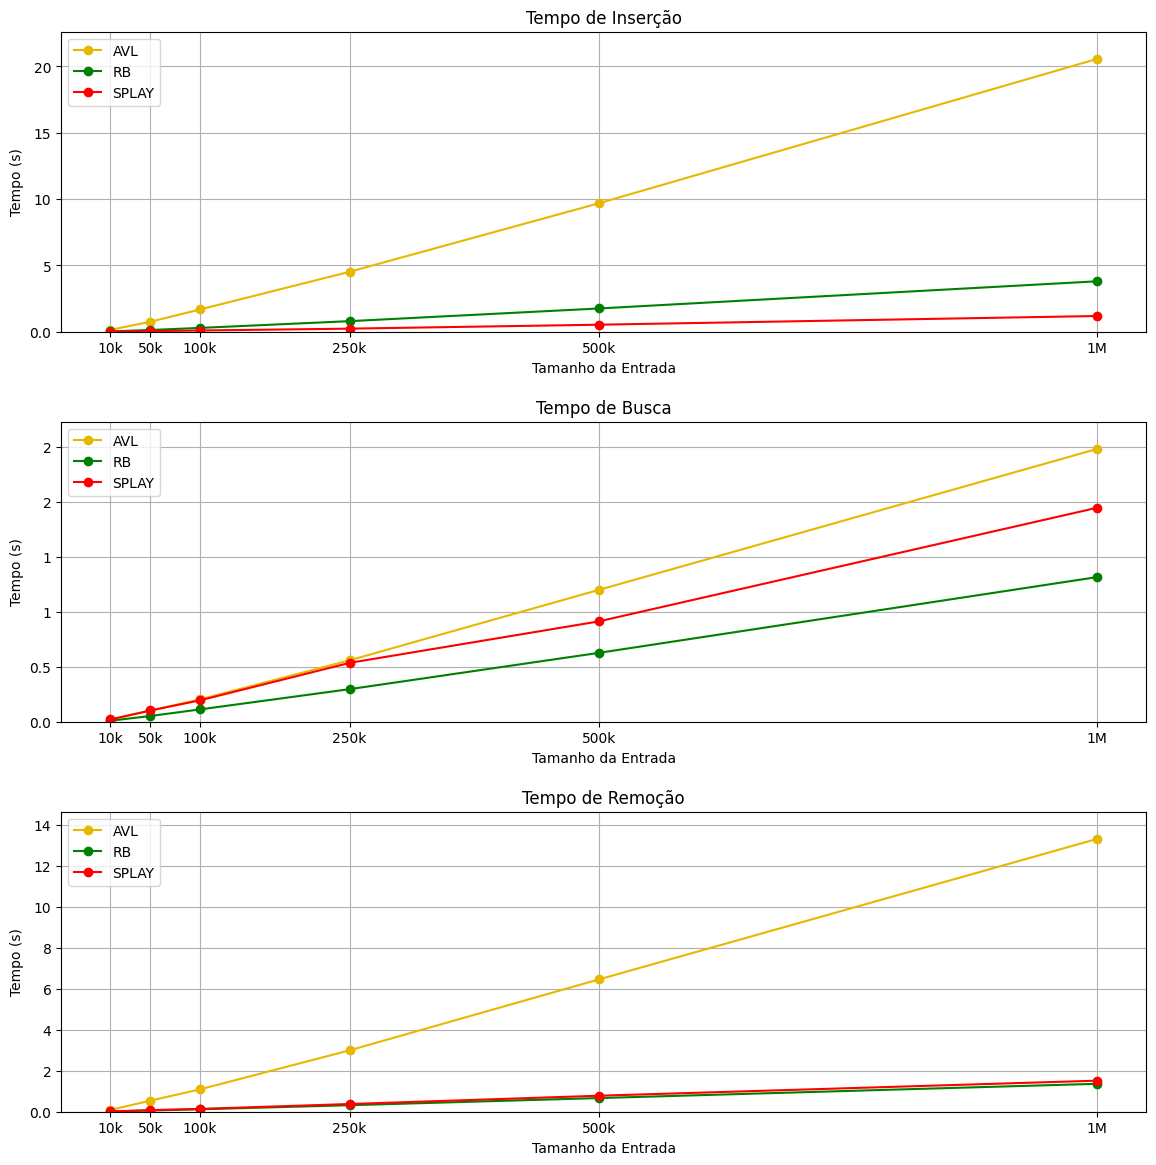 Tempo de Inserção
AVL
RB
SPLAY
20
15
10
5
0.0
Tempo (s)
10k 50k 100k 250k 500k 1M
Tamanho da Entrada
Tempo de Busca
AVL
RB
SPLAY
2
2
1
1
0.5
0.0
Tempo (s)
10k 50k 100k 250k 500k 1M
Tamanho da Entrada
Tempo de Remoção
AVL
RB
SPLAY
14
12
10
8
6
4
2
0.0
Tempo (s)
10k 50k 100k 250k 500k 1M
Tamanho da Entrada